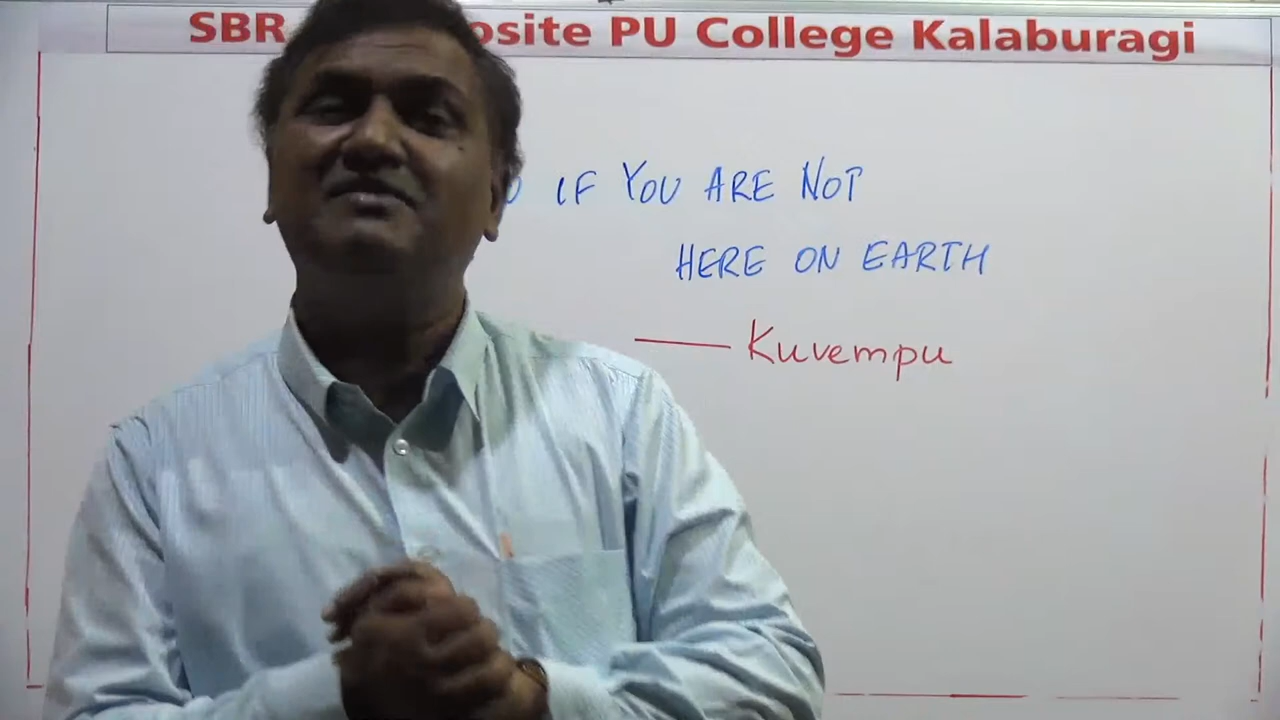 SBR osite PU College Kalaburagi
IF YOU ARE NOT
HERE ON EARTH
— Kuvempu